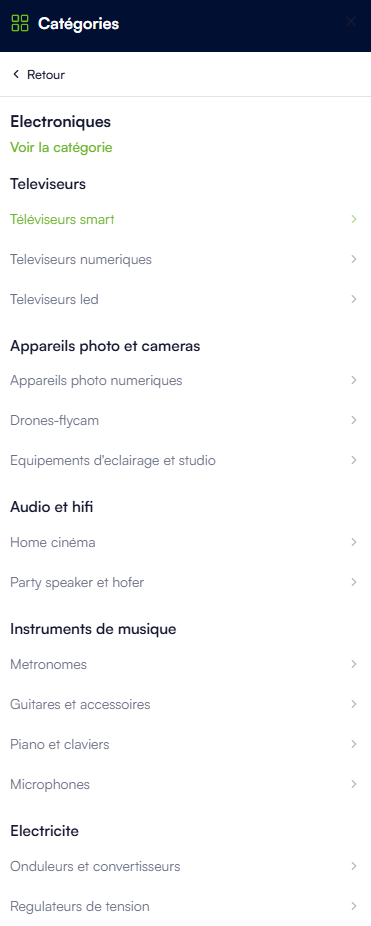 Catégories
Retour
Electroniques
Voir la catégorie
Televiseurs
Téléviseurs smart
Televiseurs numeriques
Televiseurs led
Appareils photo et cameras
Appareils photo numeriques
Drones-flycam
Equipements d'eclairage et studio
Audio et hifi
Home cinéma
Party speaker et hofer
Instruments de musique
Metronomes
Guitares et accessoires
Piano et claviers
Microphones
Electricite
Onduleurs et convertisseurs
Regulateurs de tension